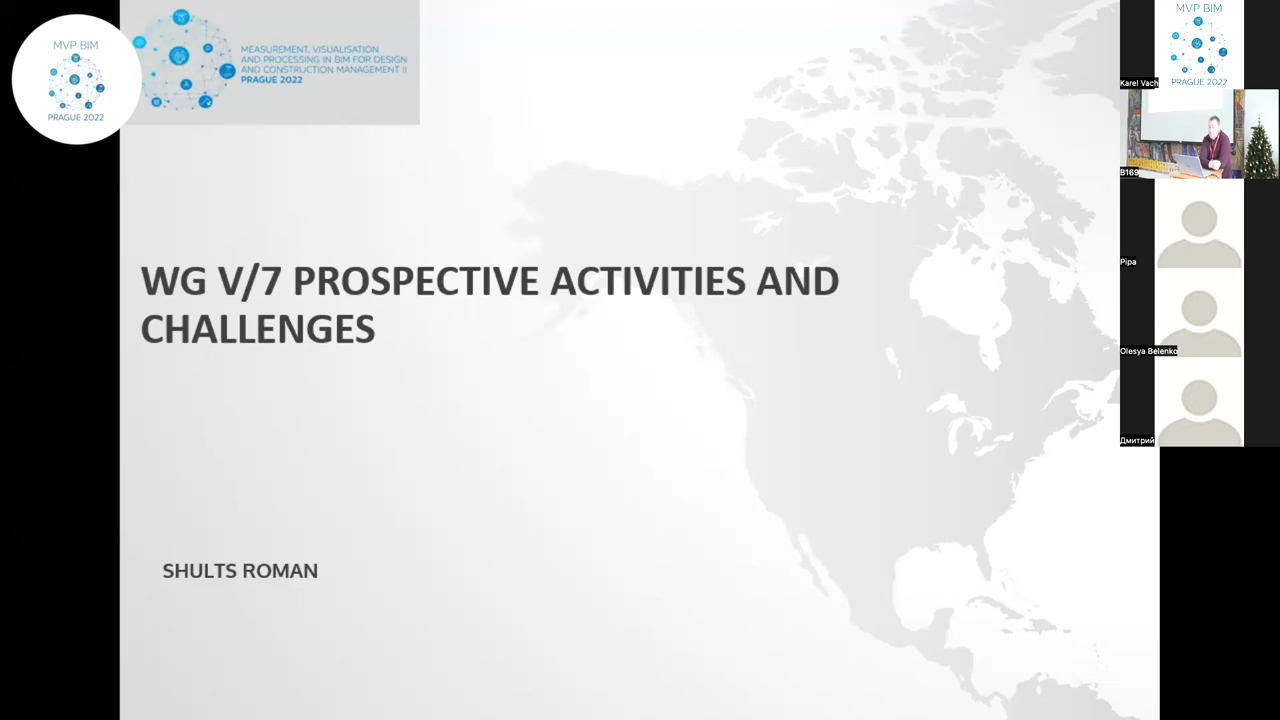 MVP BIM
PRAGUE 2022
MEASUREMENT, VISUALISATION
AND PROCESSING IN BIM FOR DESIGN
AND CONSTRUCTION MANAGEMENT II
PRAGUE 2022
WG V/7 PROSPECTIVE ACTIVITIES AND
CHALLENGES
SHULTS ROMAN
MVP BIM
PRAGUE 2022
Karel Vach
B169
Pipa
Olesya Belenko
Дмитрий